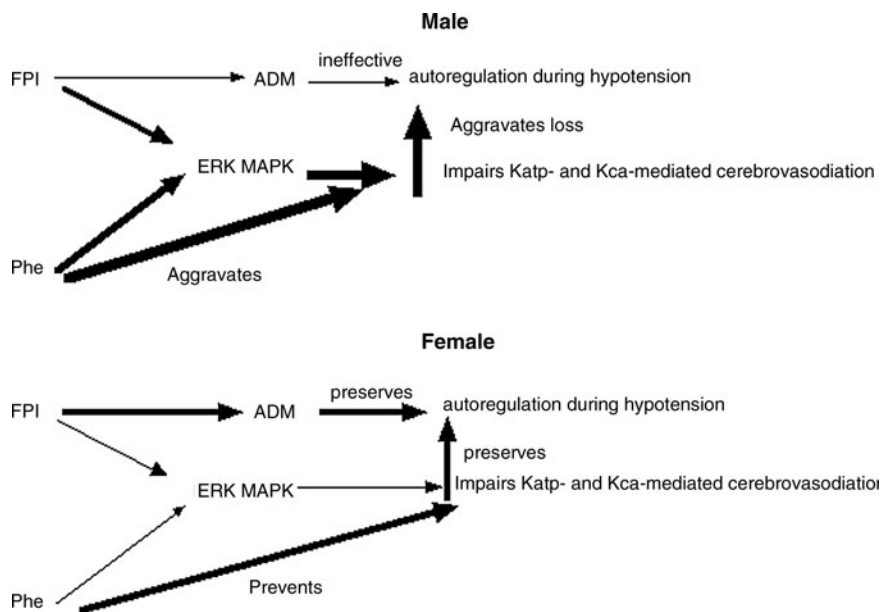 Male
ineffective
FPI ADM autoregulation during hypotension
Aggravates loss
ERK MAPK Impairs Katp- and Kca-mediated cerebrovasodiation
Phe
Aggravates
Female
preserves
FPI ADM autoregulation during hypotension
preserves
ERK MAPK Impairs Katp- and Kca-mediated cerebrovasodiation
Prevents
Phe